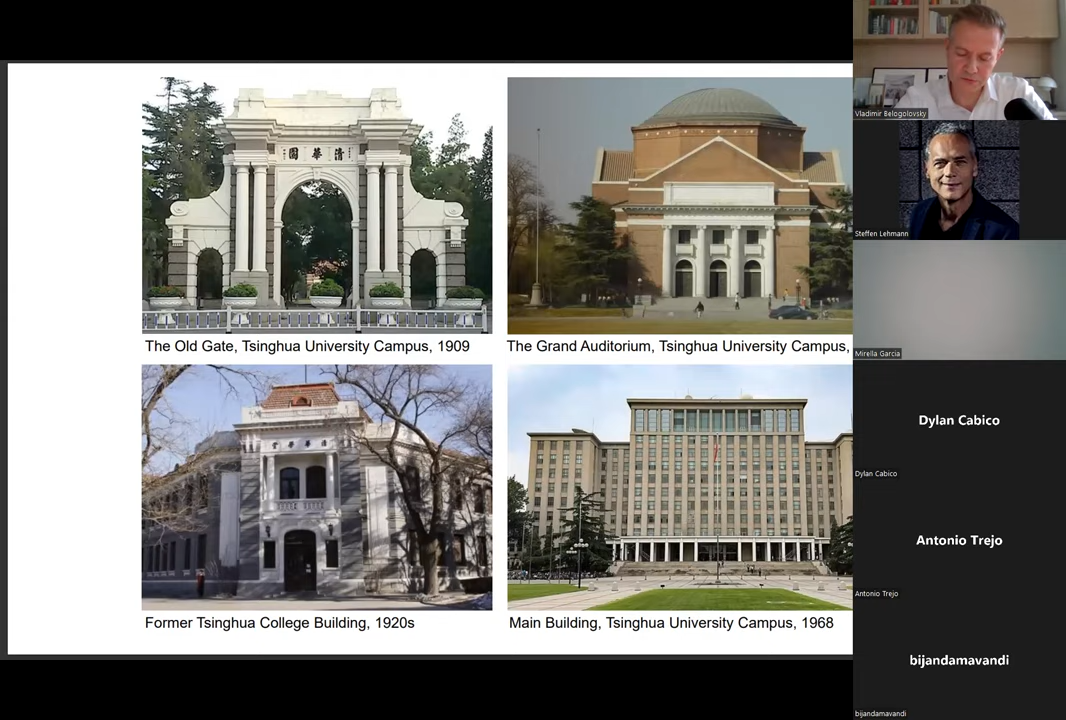 園華清
The Old Gate, Tsinghua University Campus, 1909
The Grand Auditorium, Tsinghua University Campus,
Former Tsinghua College Building, 1920s
Main Building, Tsinghua University Campus, 1968
Vladimir Belogolovsky
Steffen Lehmann
Mirella Garcia
Dylan Cabico
Dylan Cabico
Antonio Trejo
Antonio Trejo
bijandamavandi
bijandamavandi